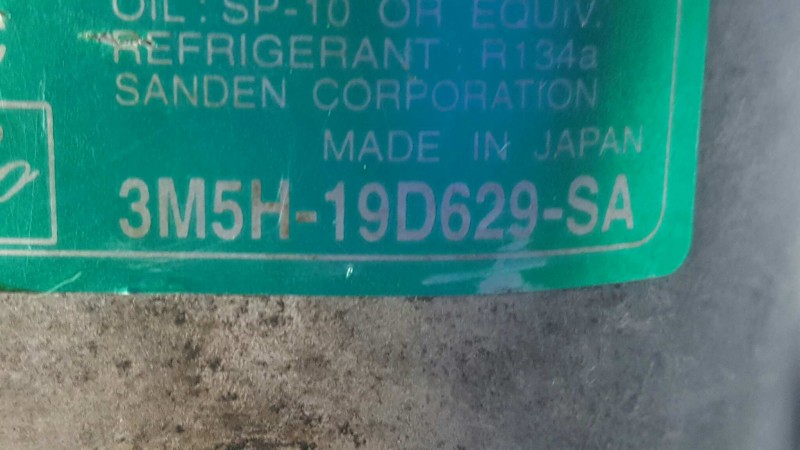 OIL: SP-10 OR EQUIV.
REFRIGERANT: R134a
SANDEN CORPORATION
MADE IN JAPAN
3M5H-19D629-SA